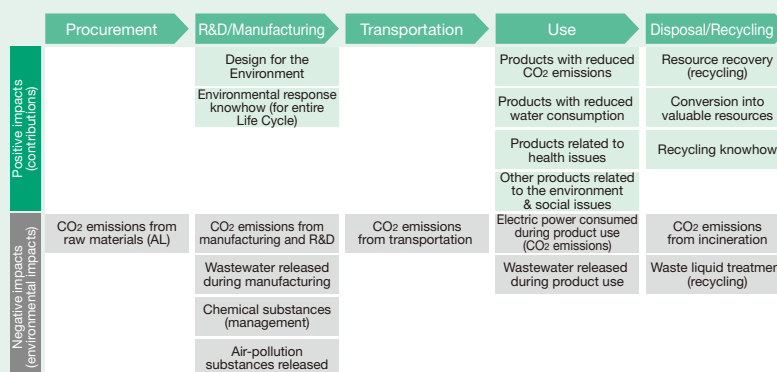 Procurement
R&D/Manufacturing
Transportation
Use
Disposal/Recycling
Positive impacts
(contributions)
Design for the
Environment
Environmental response
knowhow (for entire
Life Cycle)
Products with reduced
CO2 emissions
Products with reduced
water consumption
Products related to
health issues
Other products related
to the environment
& social issues
Resource recovery
(recycling)
Conversion into
valuable resources
Recycling knowhow
Negative impacts
(environmental impacts)
CO2 emissions from
raw materials (AL)
CO2 emissions from
manufacturing and R&D
Wastewater released
during manufacturing
Chemical substances
(management)
Air-pollution
substances released
CO2 emissions
from transportation
Electric power consumed
during product use
(CO2 emissions)
Wastewater released
during product use
CO2 emissions
from incineration
Waste liquid treatment
(recycling)